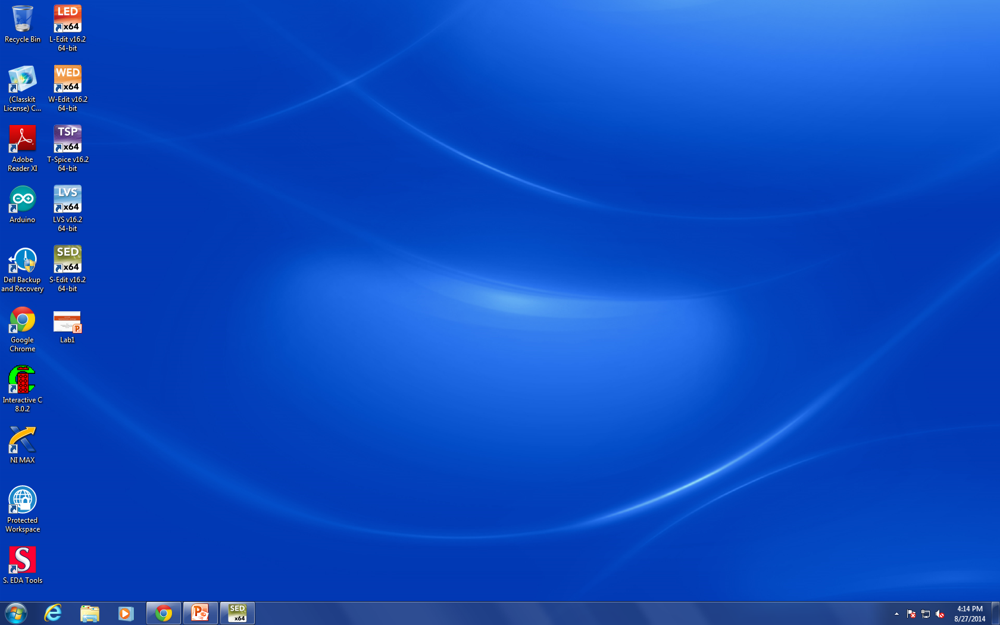 Recycle Bin
LED
x64
L-Edit v16.2
64-bit
(Classkit
License) C...
WED
x64
W-Edit v16.2
64-bit
Adobe
Reader XI
TSP
x64
T-Spice v16.2
64-bit
Arduino
LVS
x64
LVS v16.2
64-bit
Dell Backup
and Recovery
SED
x64
S-Edit v16.2
64-bit
Google
Chrome
P
Lab1
Interactive C
8.0.2
NI MAX
Protected
Workspace
S
S. EDA Tools
P
SED
x64
4:14 PM
8/27/2014